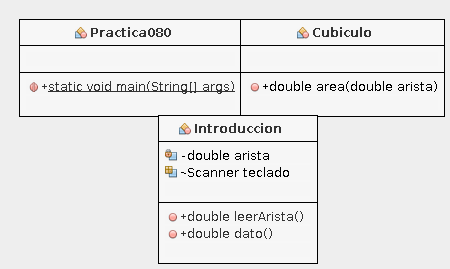 Practica080
Cubiculo
+static void main(String[] args)
+double area(double arista)
Introduccion
-double arista
~Scanner teclado
+double leerArista()
+double dato()